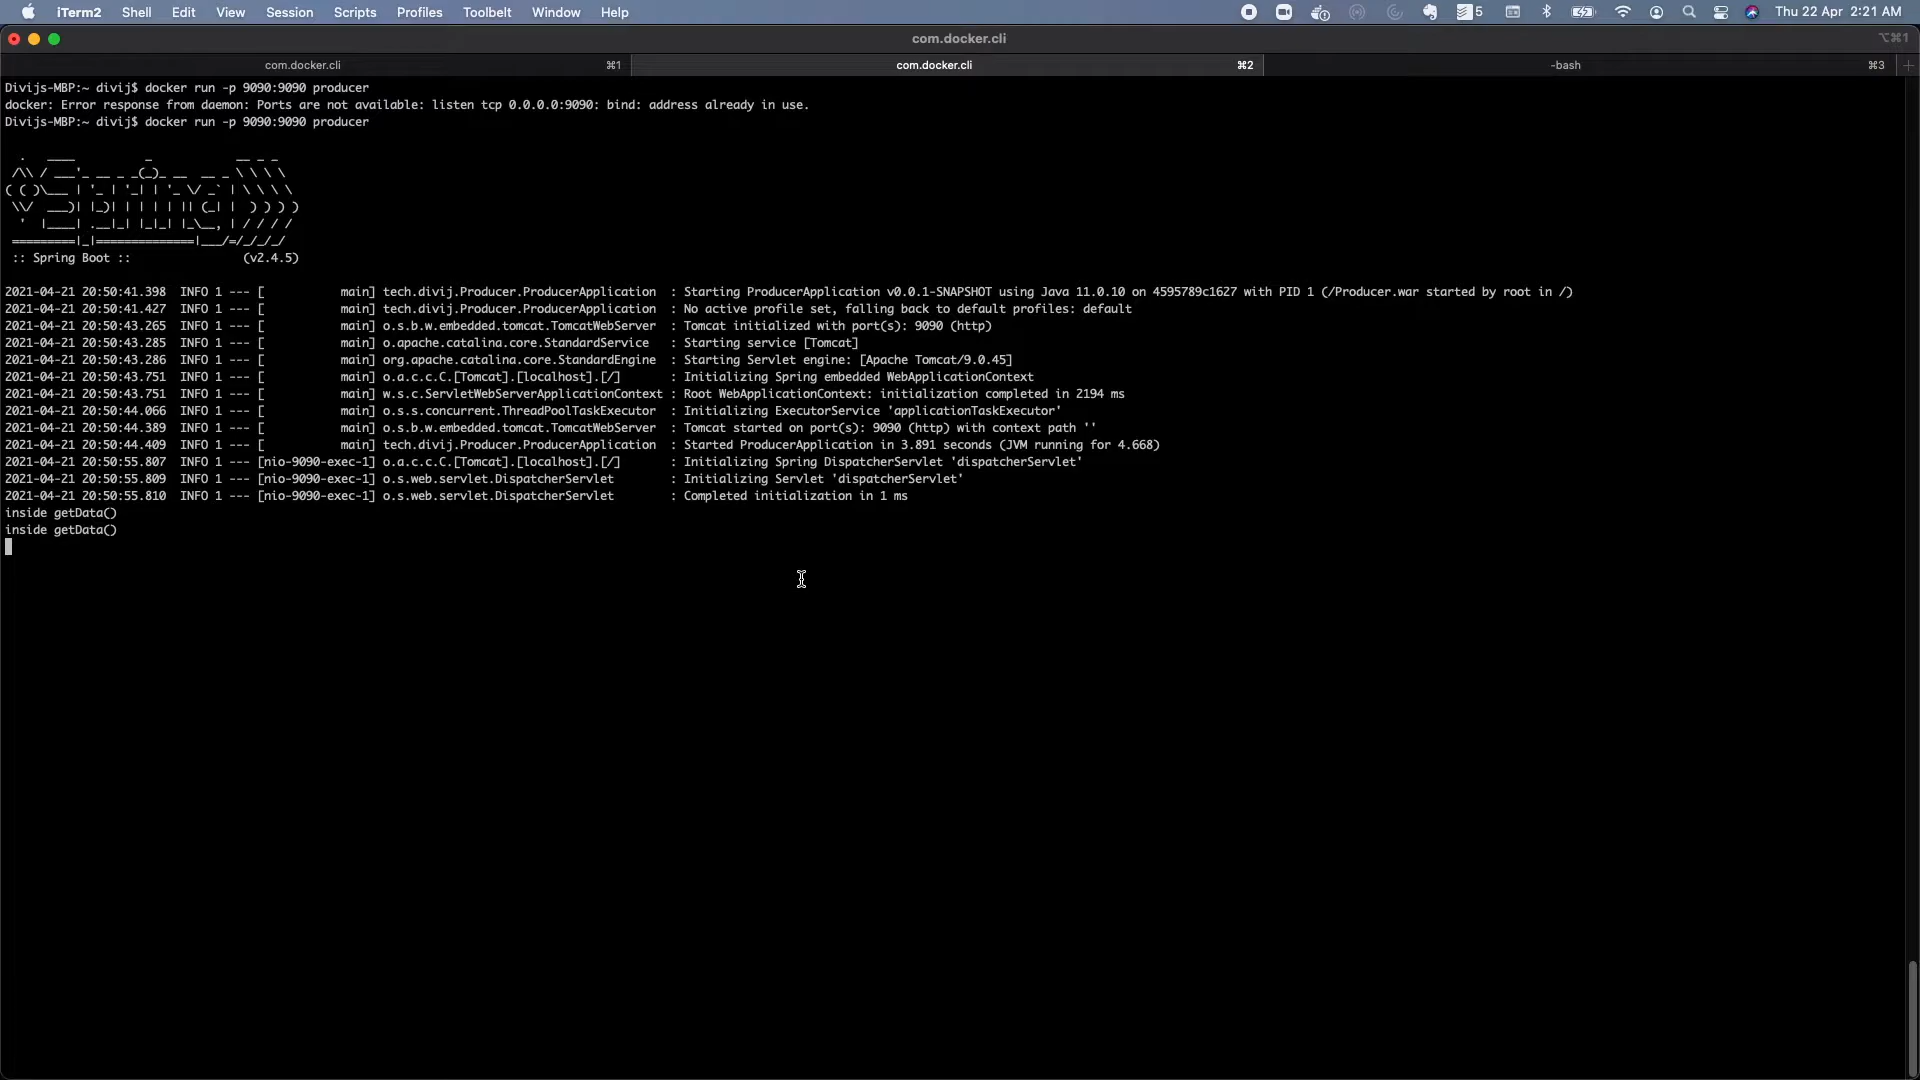 iTerm2 Shell Edit View Session Scripts Profiles Toolbelt Window Help 5 Thu 22 Apr 2:21 AM
com.docker.cli ⌥⌘1
com.docker.cli ⌘1 com.docker.cli ⌘2 -bash ⌘3
Divijs-MBP:~ divij$ docker run -p 9090:9090 producer
docker: Error response from daemon: Ports are not available: listen tcp 0.0.0.0:9090: bind: address already in use.
Divijs-MBP:~ divij$ docker run -p 9090:9090 producer
:: Spring Boot :: (v2.4.5)
2021-04-21 20:50:41.398 INFO 1 --- [ main] tech.divij.Producer.ProducerApplication : Starting ProducerApplication v0.0.1-SNAPSHOT using Java 11.0.10 on 4595789c1627 with PID 1 (/Producer.war started by root in /)
2021-04-21 20:50:41.427 INFO 1 --- [ main] tech.divij.Producer.ProducerApplication : No active profile set, falling back to default profiles: default
2021-04-21 20:50:43.265 INFO 1 --- [ main] o.s.b.w.embedded.tomcat.TomcatWebServer : Tomcat initialized with port(s): 9090 (http)
2021-04-21 20:50:43.285 INFO 1 --- [ main] o.apache.catalina.core.StandardService : Starting service [Tomcat]
2021-04-21 20:50:43.286 INFO 1 --- [ main] org.apache.catalina.core.StandardEngine : Starting Servlet engine: [Apache Tomcat/9.0.45]
2021-04-21 20:50:43.751 INFO 1 --- [ main] o.a.c.c.C.[Tomcat].[localhost].[/] : Initializing Spring embedded WebApplicationContext
2021-04-21 20:50:43.751 INFO 1 --- [ main] w.s.c.ServletWebServerApplicationContext : Root WebApplicationContext: initialization completed in 2194 ms
2021-04-21 20:50:44.066 INFO 1 --- [ main] o.s.s.concurrent.ThreadPoolTaskExecutor : Initializing ExecutorService 'applicationTaskExecutor'
2021-04-21 20:50:44.389 INFO 1 --- [ main] o.s.b.w.embedded.tomcat.TomcatWebServer : Tomcat started on port(s): 9090 (http) with context path ''
2021-04-21 20:50:44.409 INFO 1 --- [ main] tech.divij.Producer.ProducerApplication : Started ProducerApplication in 3.891 seconds (JVM running for 4.668)
2021-04-21 20:50:55.807 INFO 1 --- [nio-9090-exec-1] o.a.c.c.C.[Tomcat].[localhost].[/] : Initializing Spring DispatcherServlet 'dispatcherServlet'
2021-04-21 20:50:55.809 INFO 1 --- [nio-9090-exec-1] o.s.web.servlet.DispatcherServlet : Initializing Servlet 'dispatcherServlet'
2021-04-21 20:50:55.810 INFO 1 --- [nio-9090-exec-1] o.s.web.servlet.DispatcherServlet : Completed initialization in 1 ms
inside getData()
inside getData()